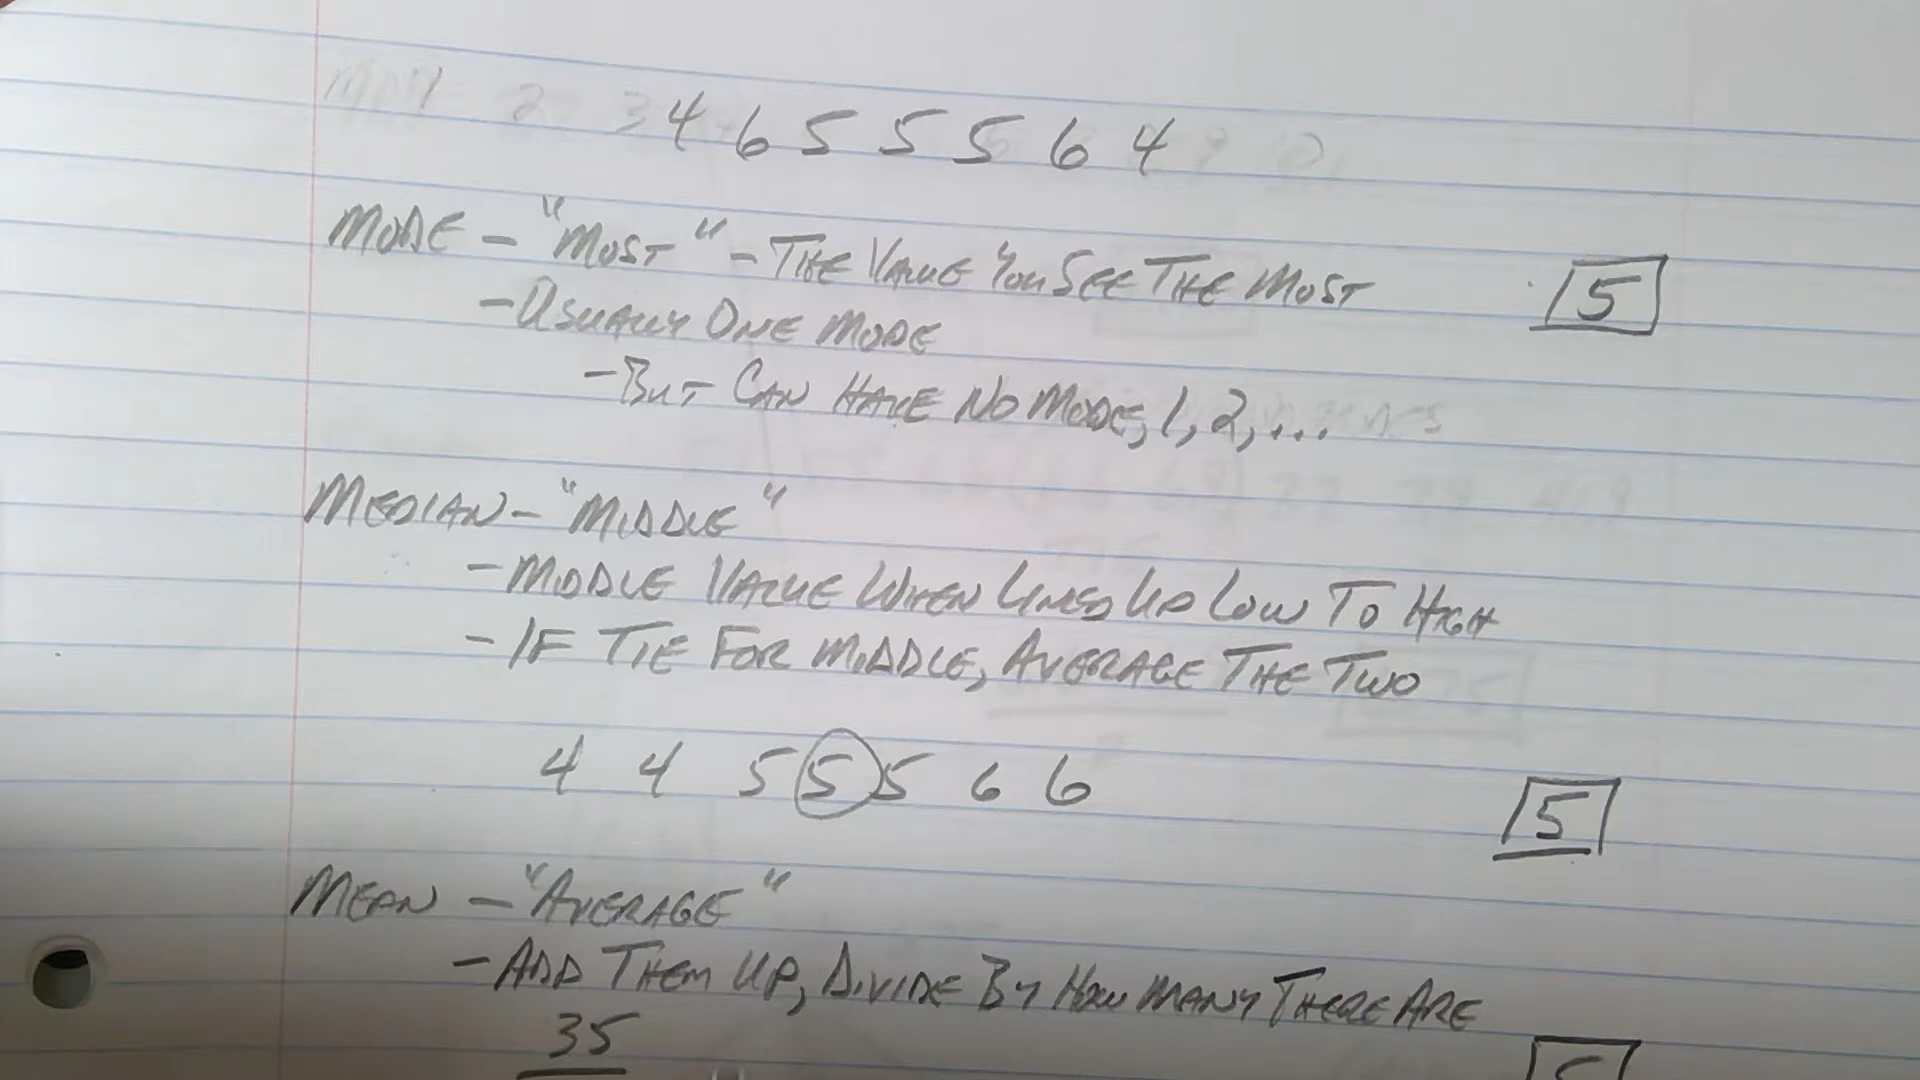 4 6 5 5 5 6 4
MODE - "MOST" - THE VALUE YOU SEE THE MOST
5
- USUALLY ONE MODE
- BUT CAN HAVE NO MODE, 1, 2, ...
MEDIAN - "MIDDLE"
- MIDDLE VALUE WHEN LINED UP LOW TO HIGH
- IF TIE FOR MIDDLE, AVERAGE THE TWO
4 4 5 5 5 6 6
5
MEAN - "AVERAGE"
- ADD THEM UP, DIVIDE BY HOW MANY THERE ARE
35